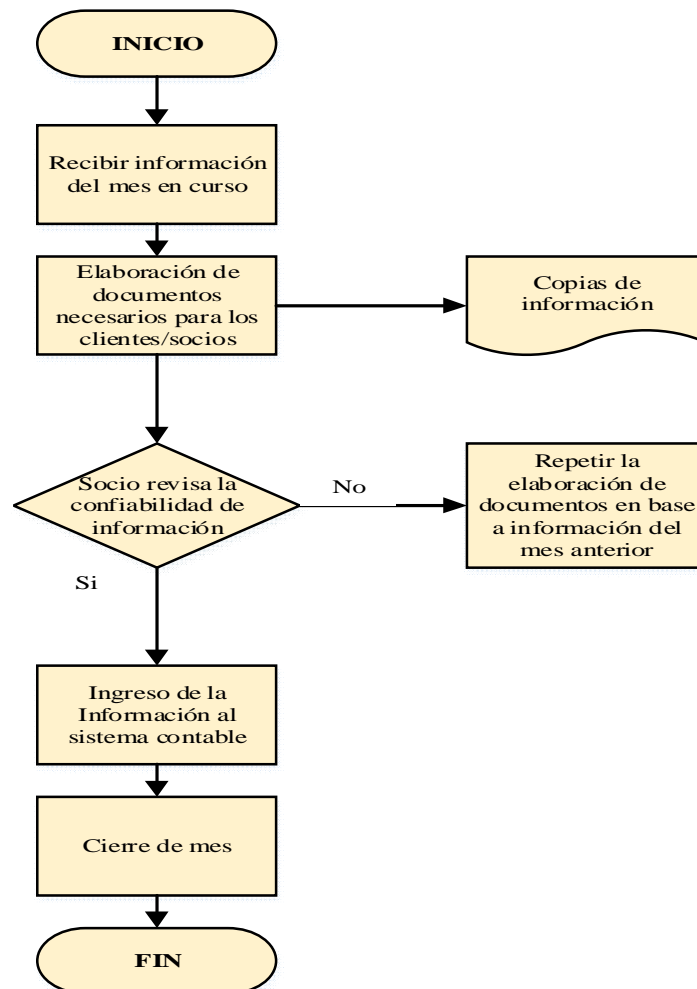 INICIO
Recibir información
del mes en curso
Elaboración de
documentos
necesarios para los
clientes/socios
Copias de
información
Socio revisa la
confiabilidad de
información
No
Repetir la
elaboración de
documentos en base
a información del
mes anterior
Si
Ingreso de la
Información al
sistema contable
Cierre de mes
FIN